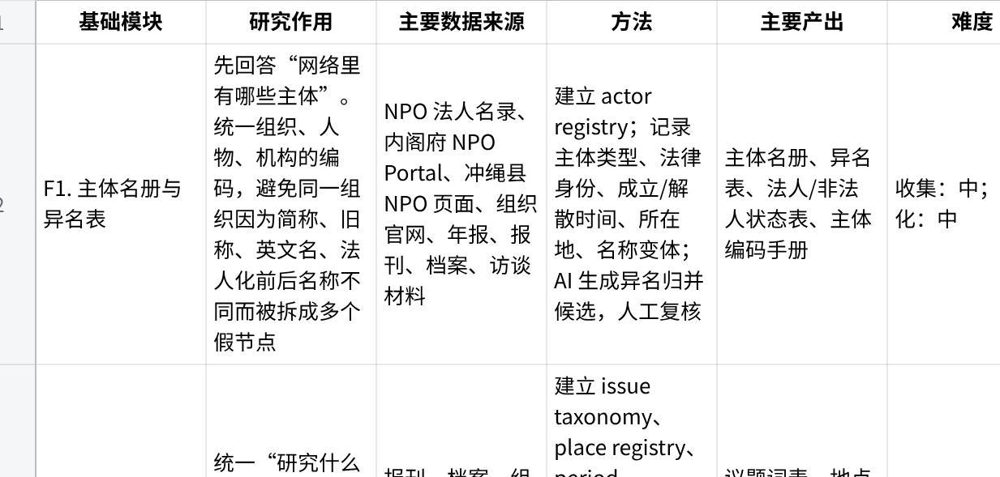 基础模块
研究作用
主要数据来源
方法
主要产出
难度
F1. 主体名册与
异名表
先回答“网络里
有哪些主体”。
统一组织、人
物、机构的编
码，避免同一组
织因为简称、旧
称、英文名、法
人化前后名称不
同而被拆成多个
假节点
NPO 法人名录、
内阁府 NPO
Portal、冲绳县
NPO 页面、组织
官网、年报、报
刊、档案、访谈
材料
建立 actor
registry；记录
主体类型、法律
身份、成立/解
散时间、所在
地、名称变体；
AI 生成异名归并
候选，人工复核
主体名册、异名
表、法人/非法
人状态表、主体
编码手册
收集：中；
化：中
统一“研究什么
建立 issue
taxonomy、
place registry、